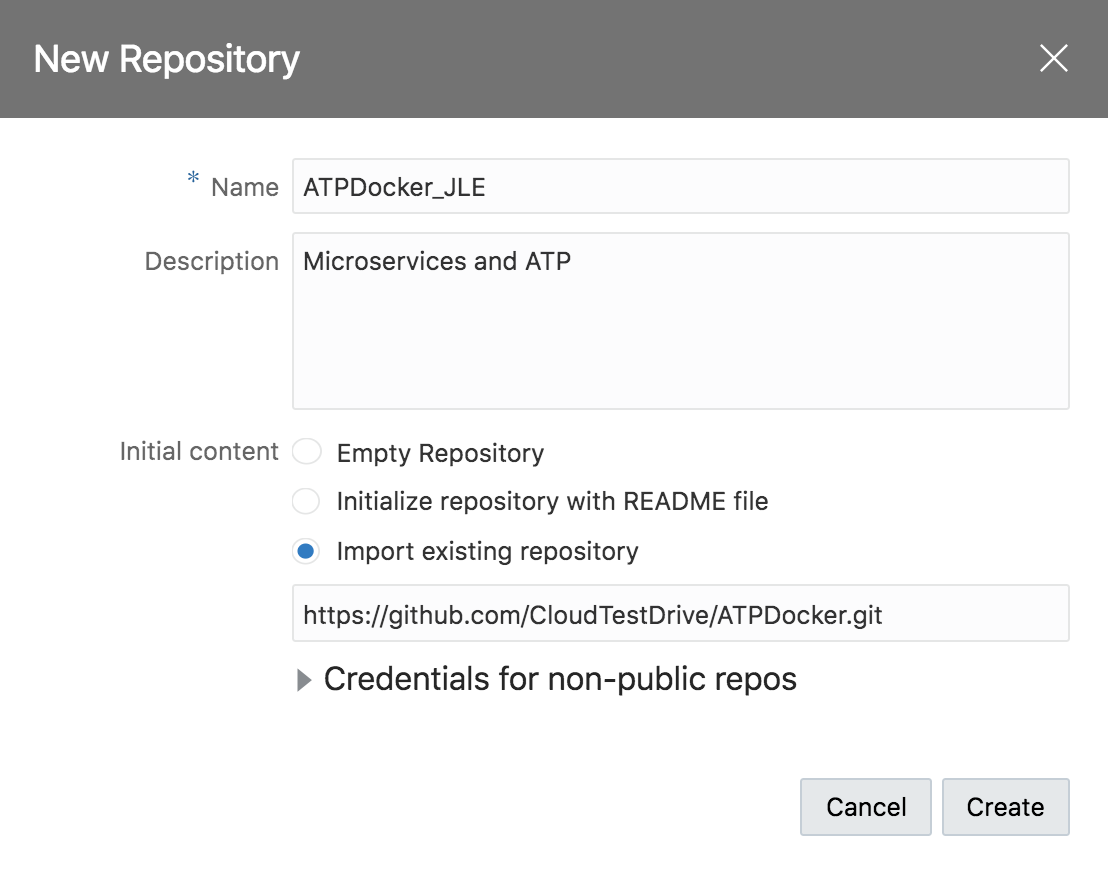 New Repository
* Name ATPDocker_JLE
Description Microservices and ATP
Initial content Empty Repository
Initialize repository with README file
Import existing repository
https://github.com/CloudTestDrive/ATPDocker.git
Credentials for non-public repos
Cancel Create